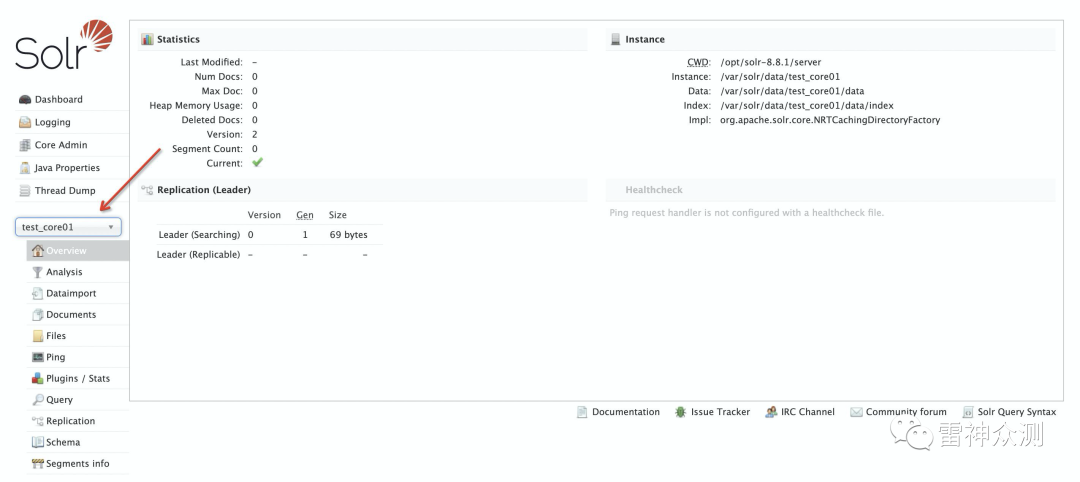 Solr
Dashboard
Logging
Core Admin
Java Properties
Thread Dump
test_core01
Overview
Analysis
Dataimport
Documents
Files
Ping
Plugins / Stats
Query
Replication
Schema
Segments info
Statistics
Last Modified: –
Num Docs: 0
Max Doc: 0
Heap Memory Usage: 0
Deleted Docs: 0
Version: 2
Segment Count: 0
Current:
Replication (Leader)
Version Gen Size
Leader (Searching) 0 1 69 bytes
Leader (Replicable) – – –
Instance
CWD: /opt/solr-8.8.1/server
Instance: /var/solr/data/test_core01
Data: /var/solr/data/test_core01/data
Index: /var/solr/data/test_core01/data/index
Impl: org.apache.solr.core.NRTCachingDirectoryFactory
Healthcheck
Ping request handler is not configured with a healthcheck file.
Documentation Issue Tracker IRC Channel Community forum Solr Query Syntax
雷神众测